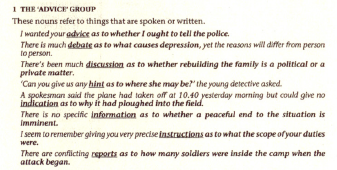 1 THE 'ADVICE' GROUP
These nouns refer to things that are spoken or written.
I wanted your advice as to whether I ought to tell the police.
There is much debate as to what causes depression, yet the reasons will differ from person
to person.
There's been much discussion as to whether rebuilding the family is a political or a
private matter.
'Can you give us any hint as to where she may be?' the young detective asked.
A spokesman said the plane had taken off at 10.40 yesterday morning but could give no
indication as to why it had ploughed into the field.
There is no specific information as to whether a peaceful end to the situation is
imminent.
I seem to remember giving you very precise instructions as to what the scope of your duties
were.
There are conflicting reports as to how many soldiers were inside the camp when the
attack began.